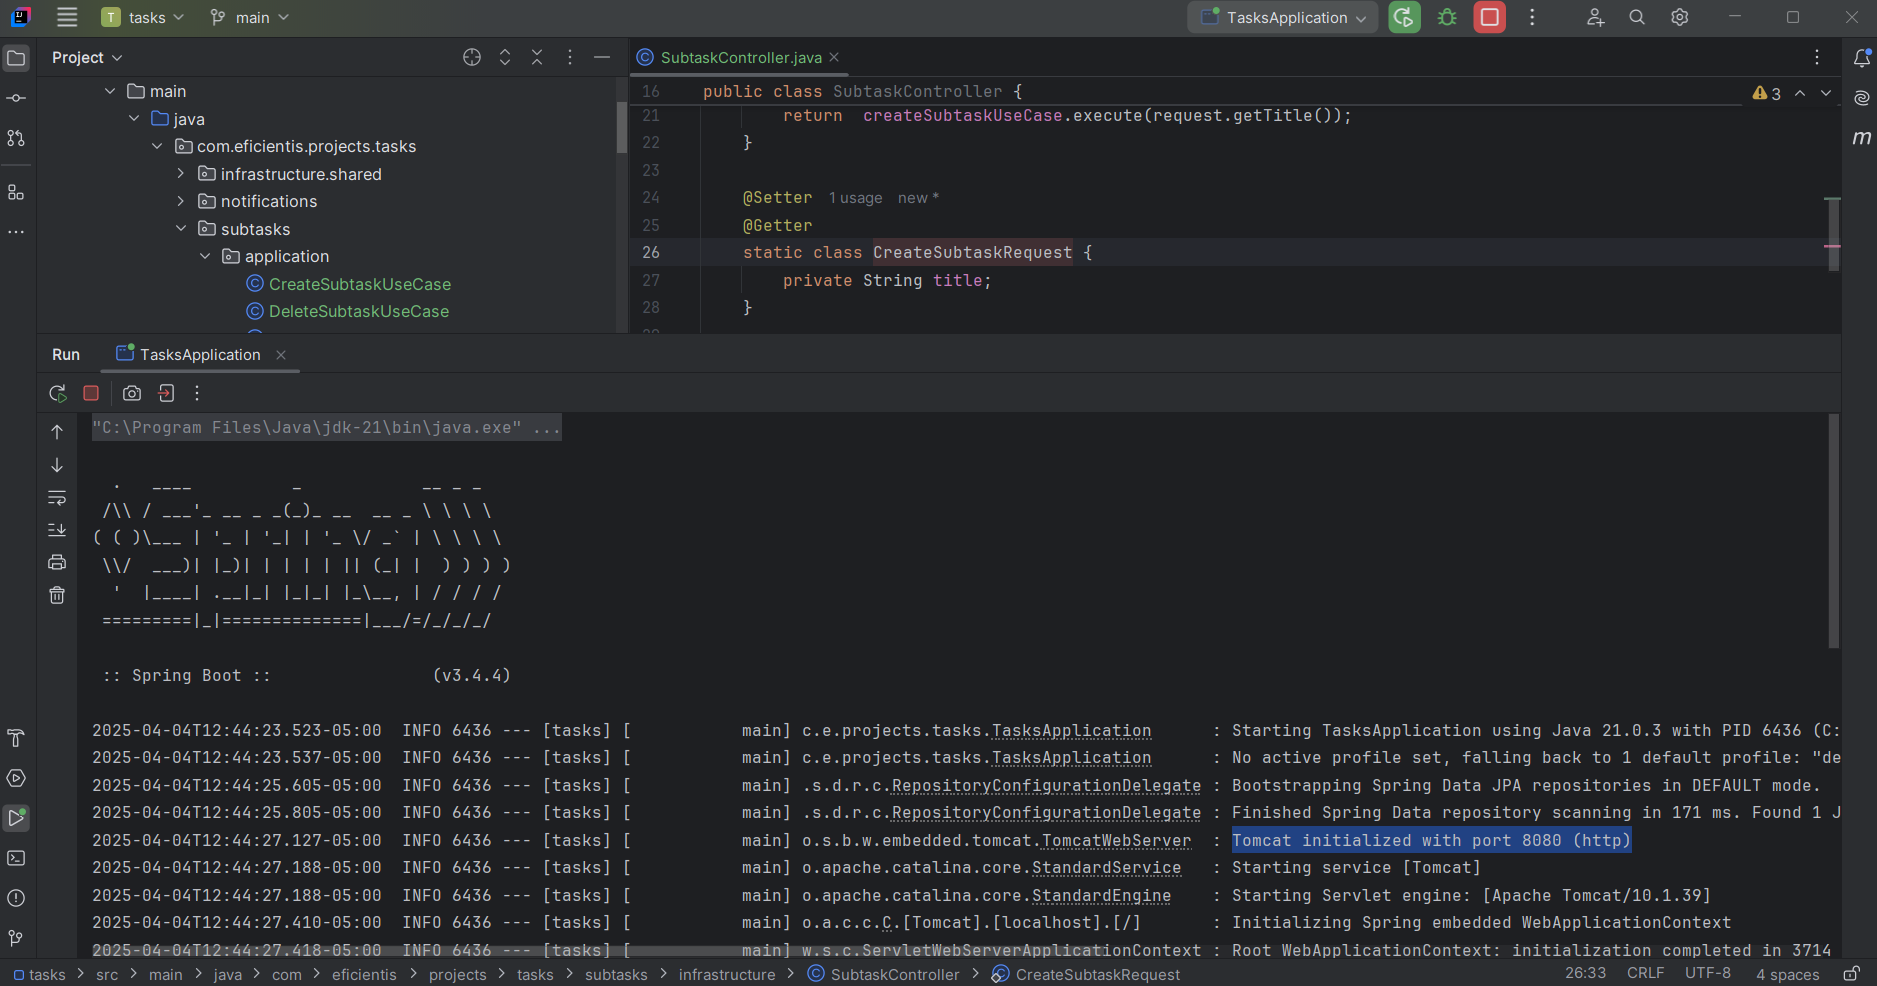 T tasks main TasksApplication
Project
main
java
com.eficientis.projects.tasks
infrastructure.shared
notifications
subtasks
application
CreateSubtaskUseCase
DeleteSubtaskUseCase
SubtaskController.java
16 public class SubtaskController {
3
21 return createSubtaskUseCase.execute(request.getTitle());
22 }
23
24 @Setter 1 usage new *
25 @Getter
26 static class CreateSubtaskRequest {
27 private String title;
28 }
Run TasksApplication
"C:\Program Files\Java\jdk-21\bin\java.exe" ...
  .   ____          _            __ _ _
 /\\ / ___'_ __ _ _(_)_ __  __ _ \ \ \ \
( ( )\___ | '_ | '_| | '_ \/ _` | \ \ \ \
 \\/  ___)| |_)| | | | | || (_| |  ) ) ) )
  '  |____| .__|_| |_|_| |_\__, | / / / /
 =========|_|==============|___/=/_/_/_/
 :: Spring Boot ::                (v3.4.4)
2025-04-04T12:44:23.523-05:00  INFO 6436 --- [tasks] [           main] c.e.projects.tasks.TasksApplication      : Starting TasksApplication using Java 21.0.3 with PID 6436 (C:
2025-04-04T12:44:23.537-05:00  INFO 6436 --- [tasks] [           main] c.e.projects.tasks.TasksApplication      : No active profile set, falling back to 1 default profile: "de
2025-04-04T12:44:25.605-05:00  INFO 6436 --- [tasks] [           main] .s.d.r.c.RepositoryConfigurationDelegate : Bootstrapping Spring Data JPA repositories in DEFAULT mode.
2025-04-04T12:44:25.805-05:00  INFO 6436 --- [tasks] [           main] .s.d.r.c.RepositoryConfigurationDelegate : Finished Spring Data repository scanning in 171 ms. Found 1 J
2025-04-04T12:44:27.127-05:00  INFO 6436 --- [tasks] [           main] o.s.b.w.embedded.tomcat.TomcatWebServer  : Tomcat initialized with port 8080 (http)
2025-04-04T12:44:27.188-05:00  INFO 6436 --- [tasks] [           main] o.apache.catalina.core.StandardService   : Starting service [Tomcat]
2025-04-04T12:44:27.188-05:00  INFO 6436 --- [tasks] [           main] o.apache.catalina.core.StandardEngine    : Starting Servlet engine: [Apache Tomcat/10.1.39]
2025-04-04T12:44:27.410-05:00  INFO 6436 --- [tasks] [           main] o.a.c.c.C.[Tomcat].[localhost].[/]       : Initializing Spring embedded WebApplicationContext
2025-04-04T12:44:27.418-05:00  INFO 6436 --- [tasks] [           main] w.s.c.ServletWebServerApplicationContext : Root WebApplicationContext: initialization completed in 3714
tasks > src > main > java > com > eficientis > projects > tasks > subtasks > infrastructure > SubtaskController > CreateSubtaskRequest 26:33 CRLF UTF-8 4 spaces